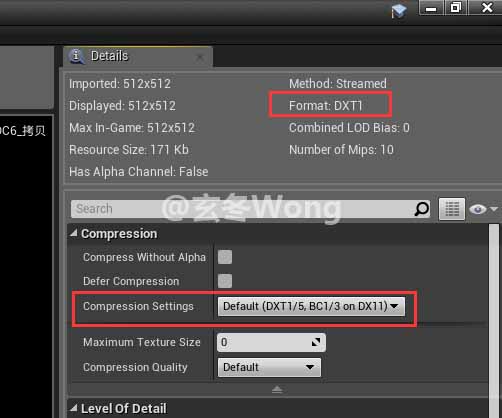 Details
Imported: 512x512
Method: Streamed
Displayed: 512x512
Format: DXT1
Max In-Game: 512x512
Combined LOD Bias: 0
Resource Size: 171 Kb
Number of Mips: 10
Has Alpha Channel: False
C6_拷贝
Search
@玄冬Wong
Compression
Compress Without Alpha
Defer Compression
Compression Settings
Default (DXT1/5, BC1/3 on DX11)
Maximum Texture Size
0
Compression Quality
Default
Level Of Detail